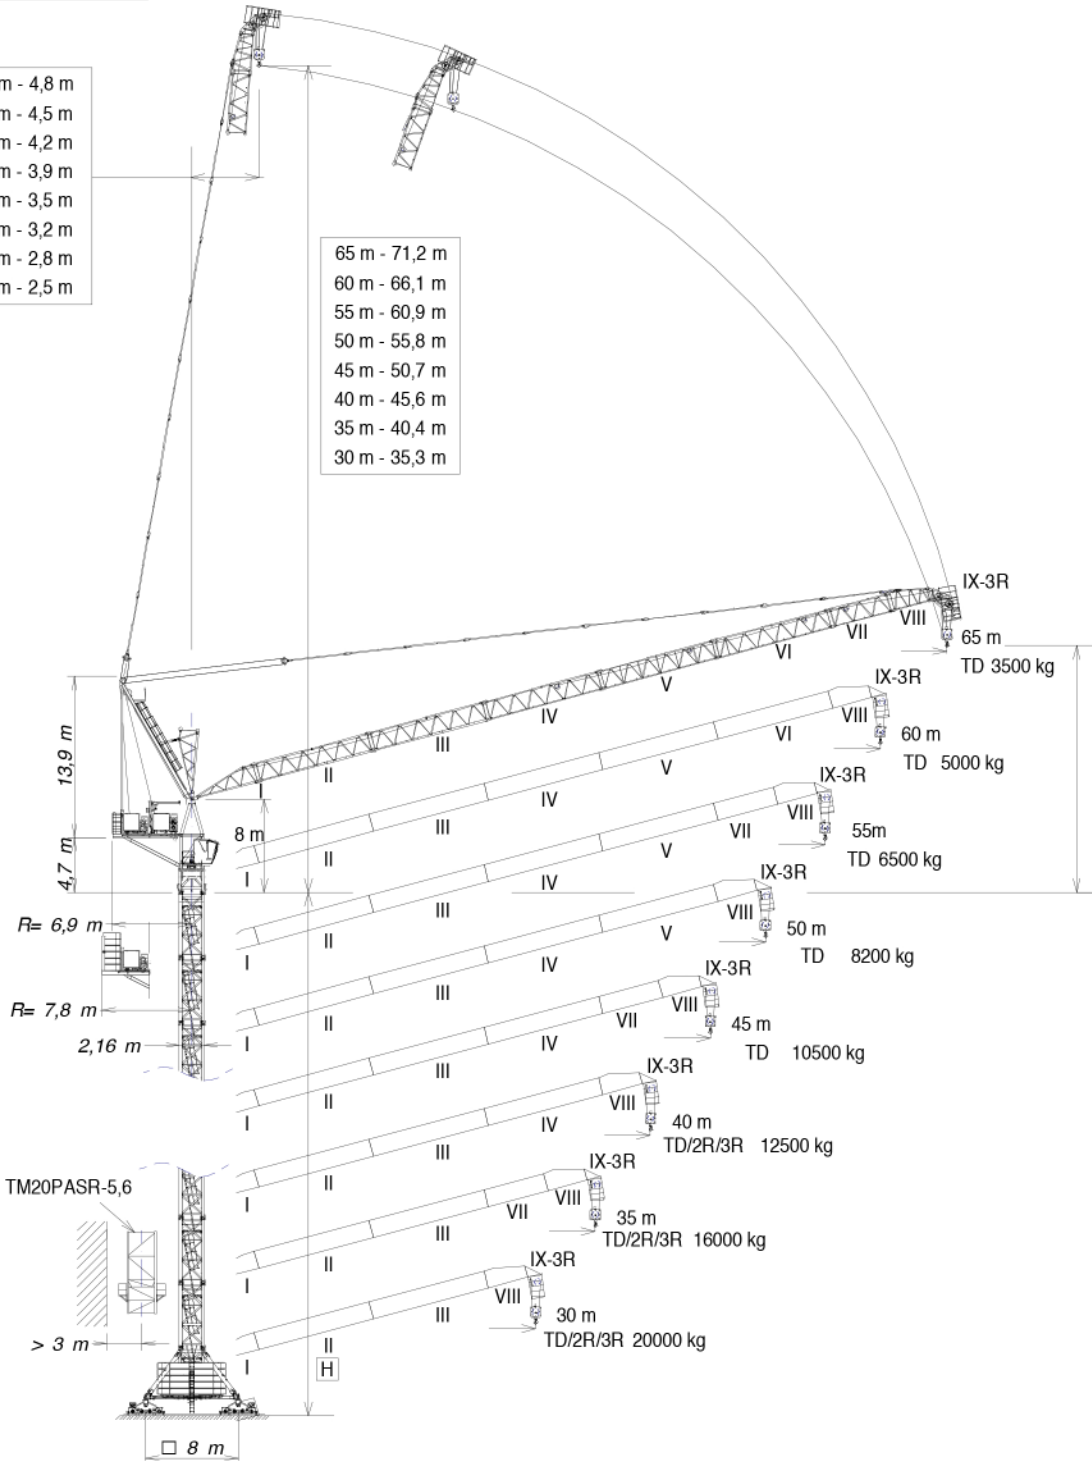 m - 4,8 m
m - 4,5 m
m - 4,2 m
m - 3,9 m
m - 3,5 m
m - 3,2 m
m - 2,8 m
m - 2,5 m
65 m - 71,2 m
60 m - 66,1 m
55 m - 60,9 m
50 m - 55,8 m
45 m - 50,7 m
40 m - 45,6 m
35 m - 40,4 m
30 m - 35,3 m
IX-3R
I II III IV V VI VII VIII
65 m
TD 3500 kg
IX-3R
I II III IV V VI VIII
60 m
TD 5000 kg
13,9 m
8 m
4,7 m
IX-3R
I II III IV V VII VIII
55m
TD 6500 kg
R= 6,9 m
IX-3R
I II III IV V VIII
50 m
TD 8200 kg
R= 7,8 m
2,16 m
IX-3R
I II III IV VII VIII
45 m
TD 10500 kg
IX-3R
I II III IV VIII
40 m
TD/2R/3R 12500 kg
TM20PASR-5,6
IX-3R
I II III VII VIII
35 m
TD/2R/3R 16000 kg
IX-3R
I II III VIII
30 m
TD/2R/3R 20000 kg
> 3 m
H
□ 8 m